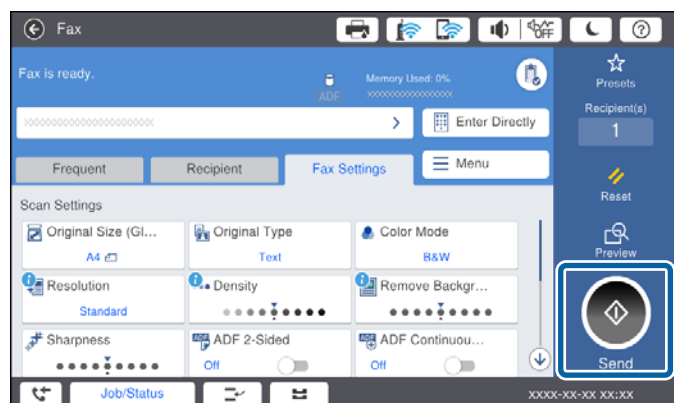 Fax
OFF
Fax is ready.
ADF
Memory Used: 0%
XXXXXXXXXXXXXXXXX
Presets
Recipient(s)
1
XXXXXXXXXXXXXXXXXXXXXXX
>
Enter Directly
Frequent
Recipient
Fax Settings
Menu
Reset
Scan Settings
Original Size (Gl...
A4
Original Type
Text
Color Mode
B&W
Preview
Resolution
Standard
Density
Remove Backgr...
Sharpness
ADF 2-Sided
Off
ADF Continuou...
Off
Send
Job/Status
XXXX-XX-XX XX:XX